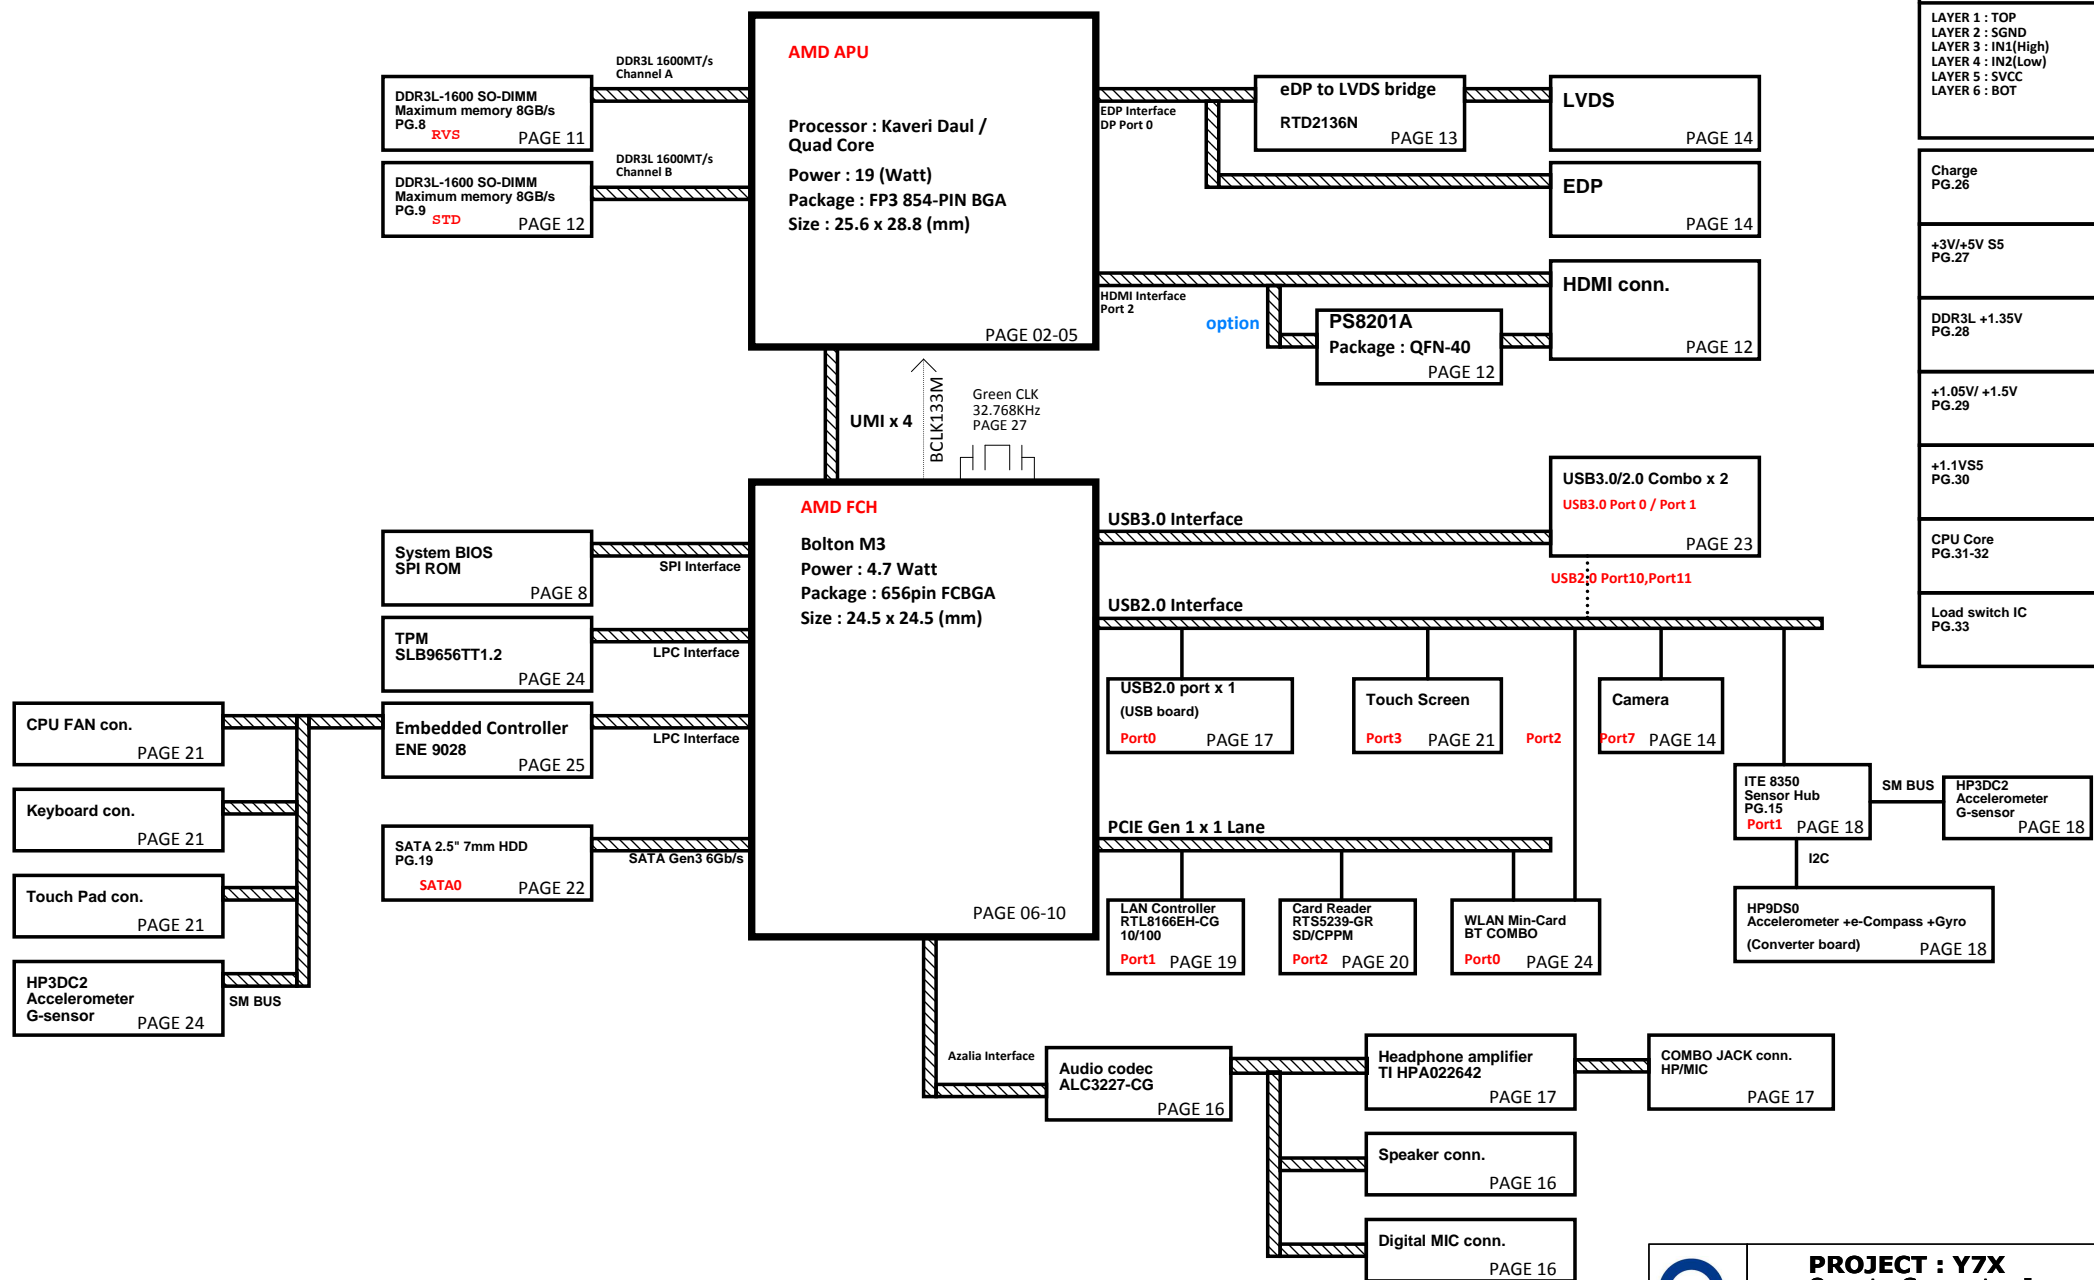 LAYER 1 : TOP
LAYER 2 : SGND
LAYER 3 : IN1(High)
LAYER 4 : IN2(Low)
LAYER 5 : SVCC
LAYER 6 : BOT
AMD APU
Processor : Kaveri Daul /
Quad Core
Power : 19 (Watt)
Package : FP3 854-PIN BGA
Size : 25.6 x 28.8 (mm)
PAGE 02-05
DDR3L 1600MT/s
Channel A
DDR3L-1600 SO-DIMM
Maximum memory 8GB/s
PG.8
RVS
PAGE 11
DDR3L 1600MT/s
Channel B
DDR3L-1600 SO-DIMM
Maximum memory 8GB/s
PG.9
STD
PAGE 12
EDP Interface
DP Port 0
eDP to LVDS bridge
RTD2136N
PAGE 13
LVDS
PAGE 14
EDP
PAGE 14
HDMI Interface
Port 2
option
PS8201A
Package : QFN-40
PAGE 12
HDMI conn.
PAGE 12
Charge
PG.26
+3V/+5V S5
PG.27
DDR3L +1.35V
PG.28
+1.05V/ +1.5V
PG.29
+1.1VS5
PG.30
CPU Core
PG.31-32
Load switch IC
PG.33
UMI x 4
BCLK133M
Green CLK
32.768KHz
PAGE 27
AMD FCH
Bolton M3
Power : 4.7 Watt
Package : 656pin FCBGA
Size : 24.5 x 24.5 (mm)
PAGE 06-10
System BIOS
SPI ROM
PAGE 8
SPI Interface
TPM
SLB9656TT1.2
PAGE 24
LPC Interface
Embedded Controller
ENE 9028
PAGE 25
LPC Interface
SATA 2.5" 7mm HDD
PG.19
SATA0
PAGE 22
SATA Gen3 6Gb/s
CPU FAN con.
PAGE 21
Keyboard con.
PAGE 21
Touch Pad con.
PAGE 21
HP3DC2
Accelerometer
G-sensor
PAGE 24
SM BUS
USB3.0 Interface
USB3.0/2.0 Combo x 2
USB3.0 Port 0 / Port 1
PAGE 23
USB2.0 Port10,Port11
USB2.0 Interface
USB2.0 port x 1
(USB board)
Port0
PAGE 17
Touch Screen
Port3
PAGE 21
Port2
Camera
Port7
PAGE 14
ITE 8350
Sensor Hub
PG.15
Port1
PAGE 18
SM BUS
HP3DC2
Accelerometer
G-sensor
PAGE 18
I2C
HP9DS0
Accelerometer +e-Compass +Gyro
(Converter board)
PAGE 18
PCIE Gen 1 x 1 Lane
LAN Controller
RTL8166EH-CG
10/100
Port1
PAGE 19
Card Reader
RTS5239-GR
SD/CPPM
Port2
PAGE 20
WLAN Min-Card
BT COMBO
Port0
PAGE 24
Azalia Interface
Audio codec
ALC3227-CG
PAGE 16
Headphone amplifier
TI HPA022642
PAGE 17
COMBO JACK conn.
HP/MIC
PAGE 17
Speaker conn.
PAGE 16
Digital MIC conn.
PAGE 16
PROJECT : Y7X